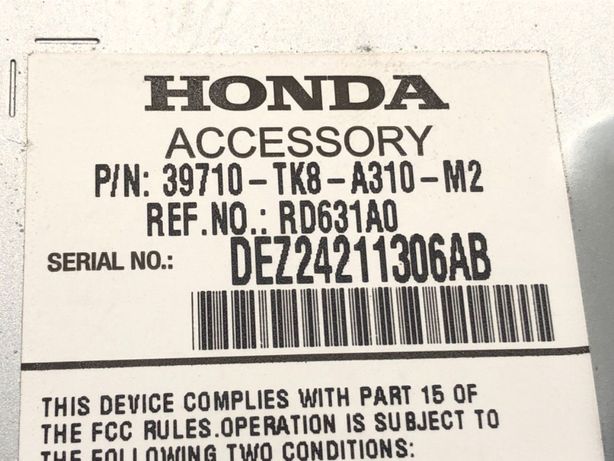 HONDA
ACCESSORY
P/N: 39710-TK8-A310-M2
REF.NO.: RD631A0
SERIAL NO.: DEZ24211306AB
THIS DEVICE COMPLIES WITH PART 15 OF
THE FCC RULES.OPERATION IS SUBJECT TO
THE FOLLOWING TWO CONDITIONS: